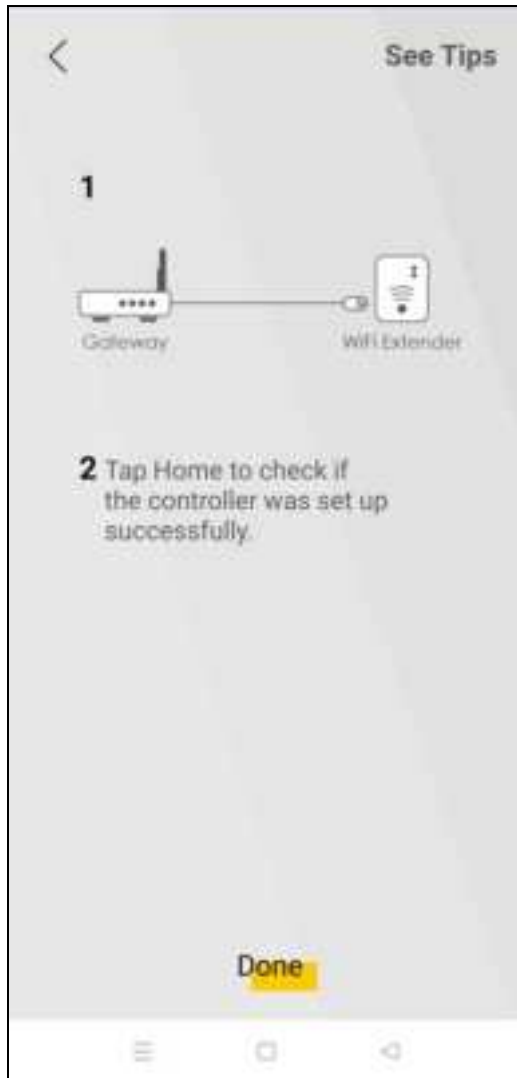 See Tips
1
Gateway
WiFi Extender
2 Tap Home to check if
the controller was set up
successfully.
Done